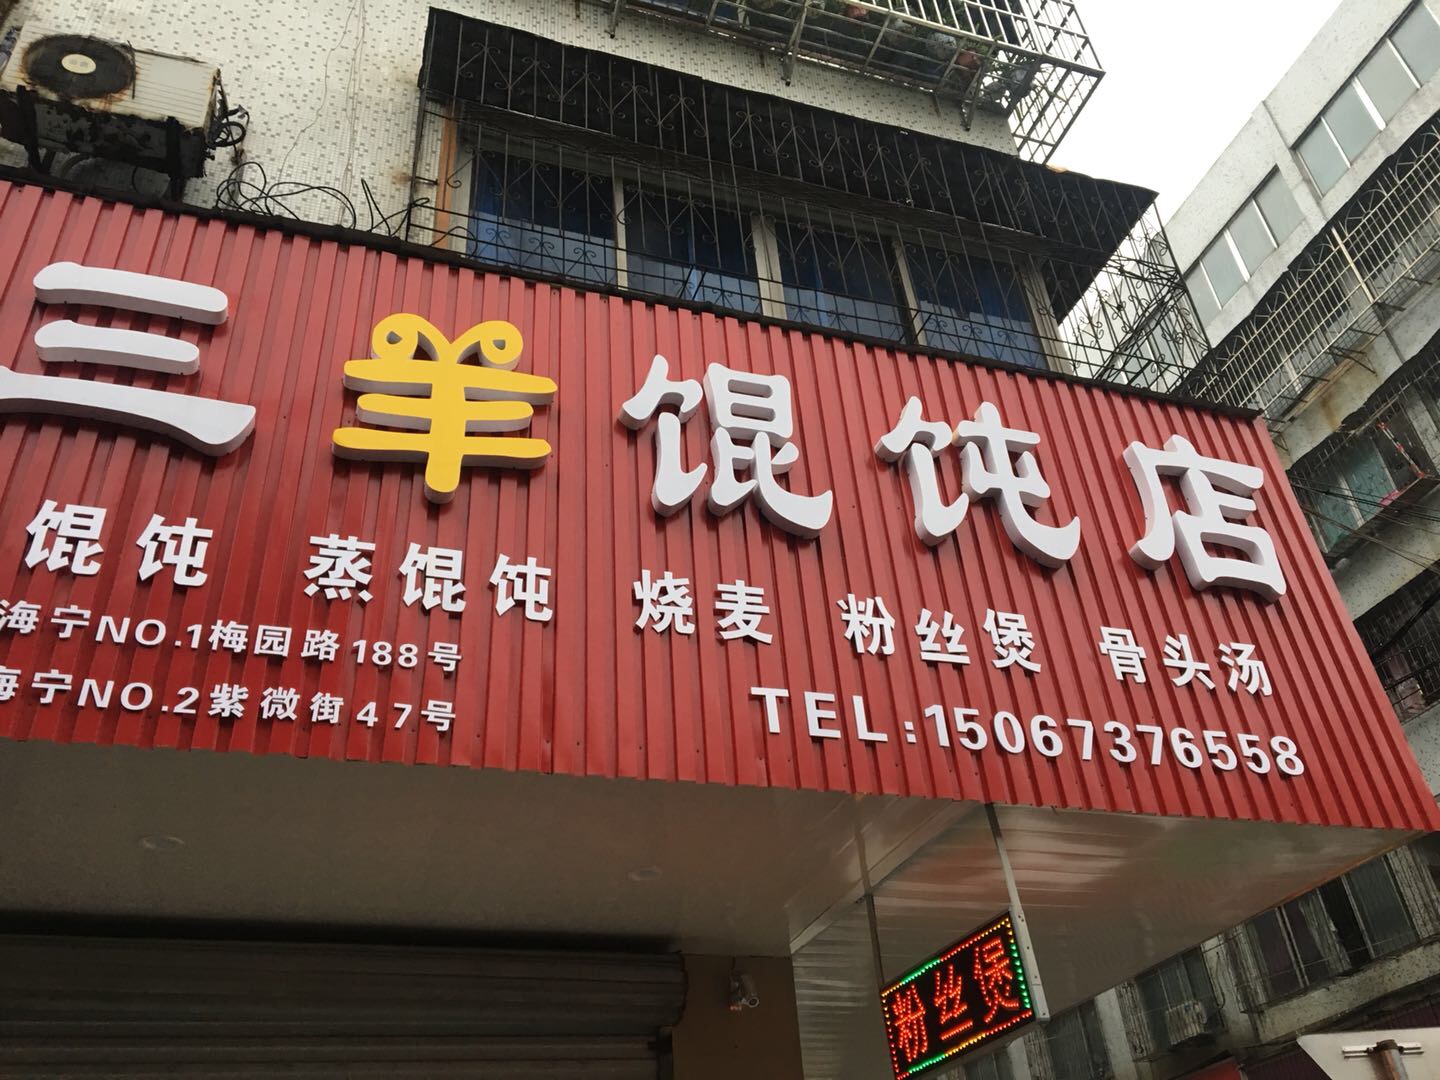 三羊馄饨店
馄饨 蒸馄饨 烧麦 粉丝煲 骨头汤
海宁NO.1梅园路188号
海宁NO.2紫微街47号
TEL:15067376558
粉丝煲